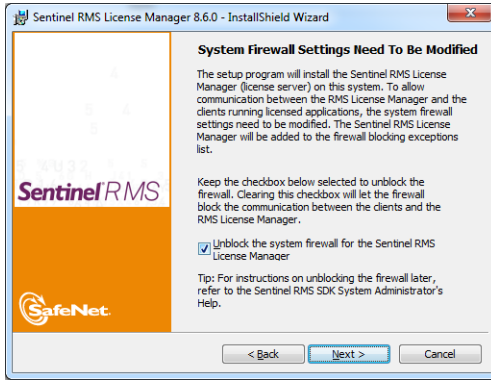 Sentinel RMS License Manager 8.6.0 - InstallShield Wizard
System Firewall Settings Need To Be Modified
The setup program will install the Sentinel RMS License
Manager (license server) on this system. To allow
communication between the RMS License Manager and the
clients running licensed applications, the system firewall
settings need to be modified. The Sentinel RMS License
Manager will be added to the firewall blocking exceptions
list.
Keep the checkbox below selected to unblock the
firewall. Clearing this checkbox will let the firewall
block the communication between the clients and the
RMS License Manager.
Sentinel RMS
Unblock the system firewall for the Sentinel RMS
License Manager
Tip: For instructions on unblocking the firewall later,
refer to the Sentinel RMS SDK System Administrator's
Help.
SafeNet.
< Back
Next >
Cancel